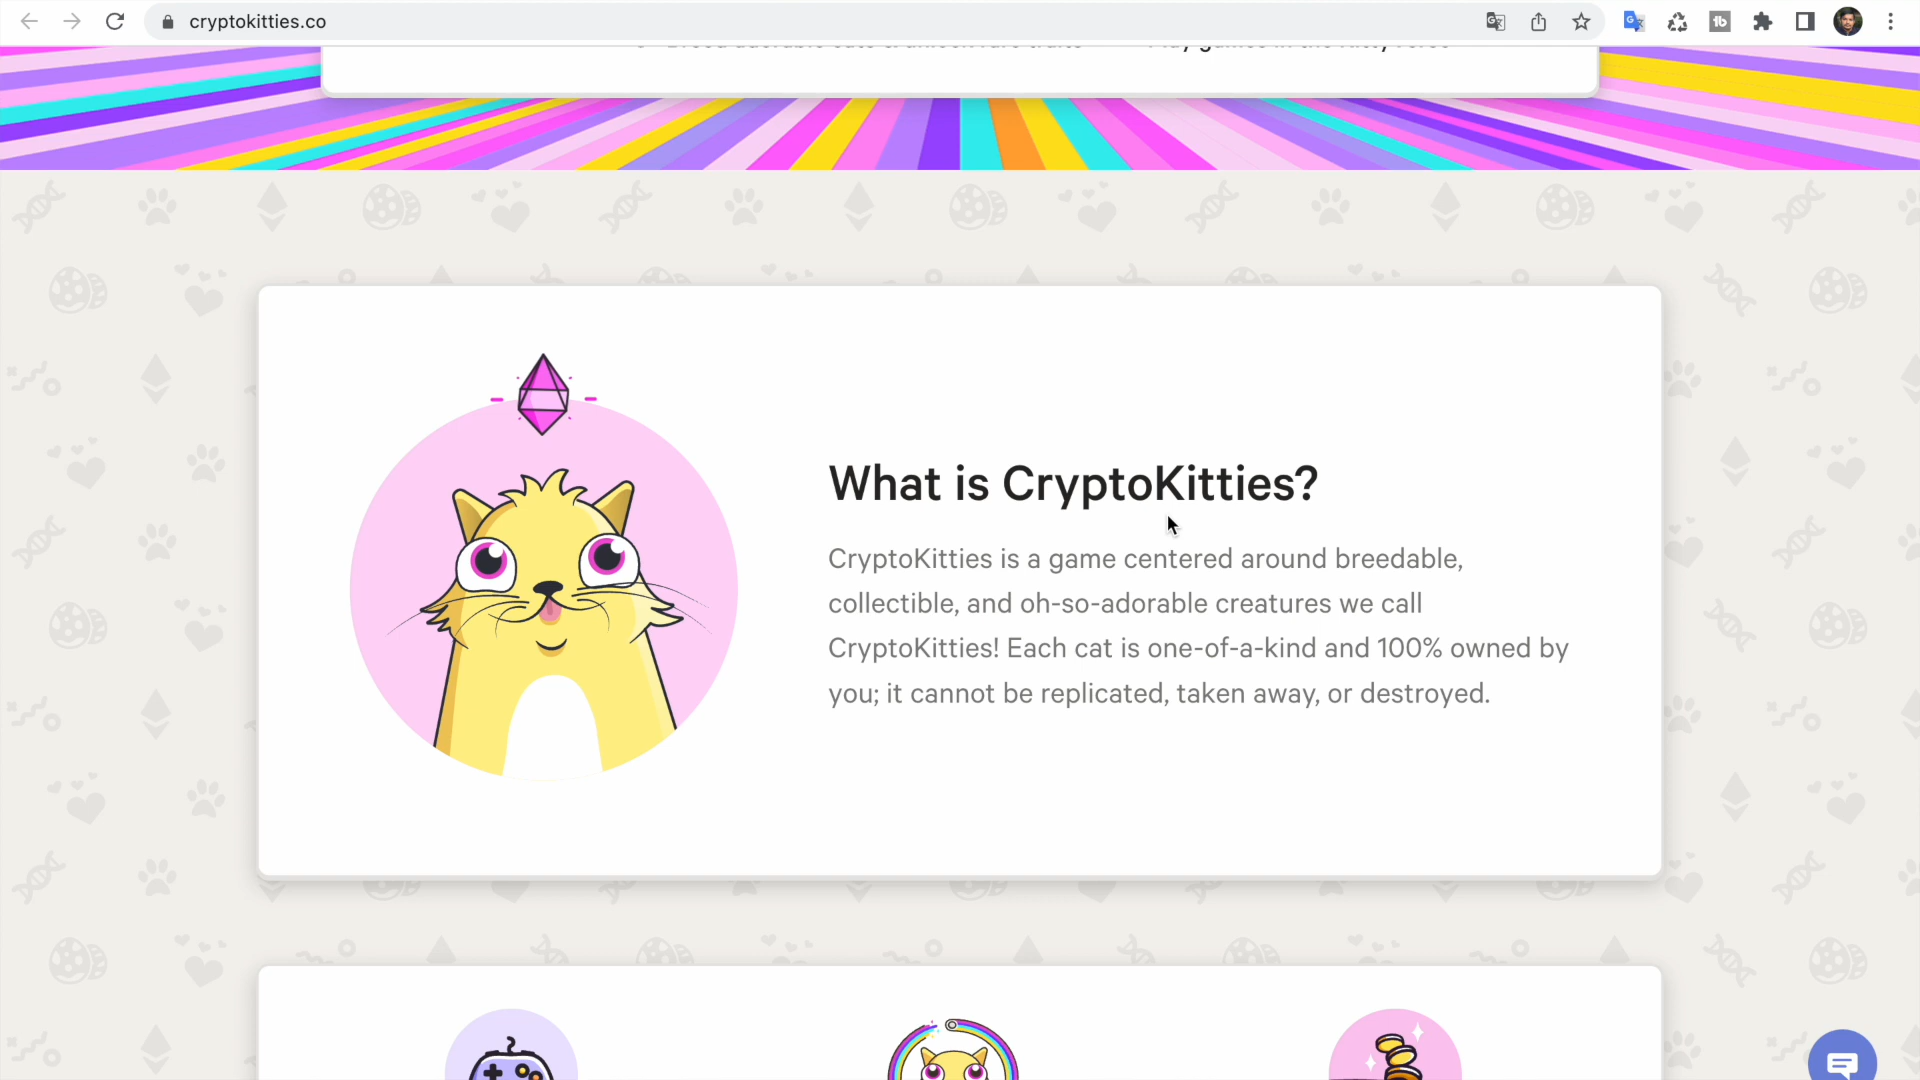 cryptokitties.co
What is CryptoKitties?
CryptoKitties is a game centered around breedable,
collectible, and oh-so-adorable creatures we call
CryptoKitties! Each cat is one-of-a-kind and 100% owned by
you; it cannot be replicated, taken away, or destroyed.